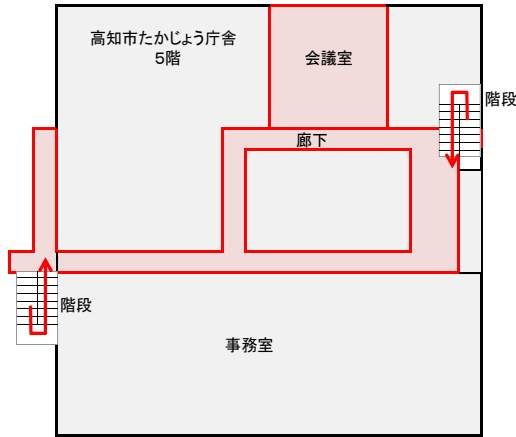 高知市たかじょう庁舎
5階
会議室
階段
廊下
階段
事務室